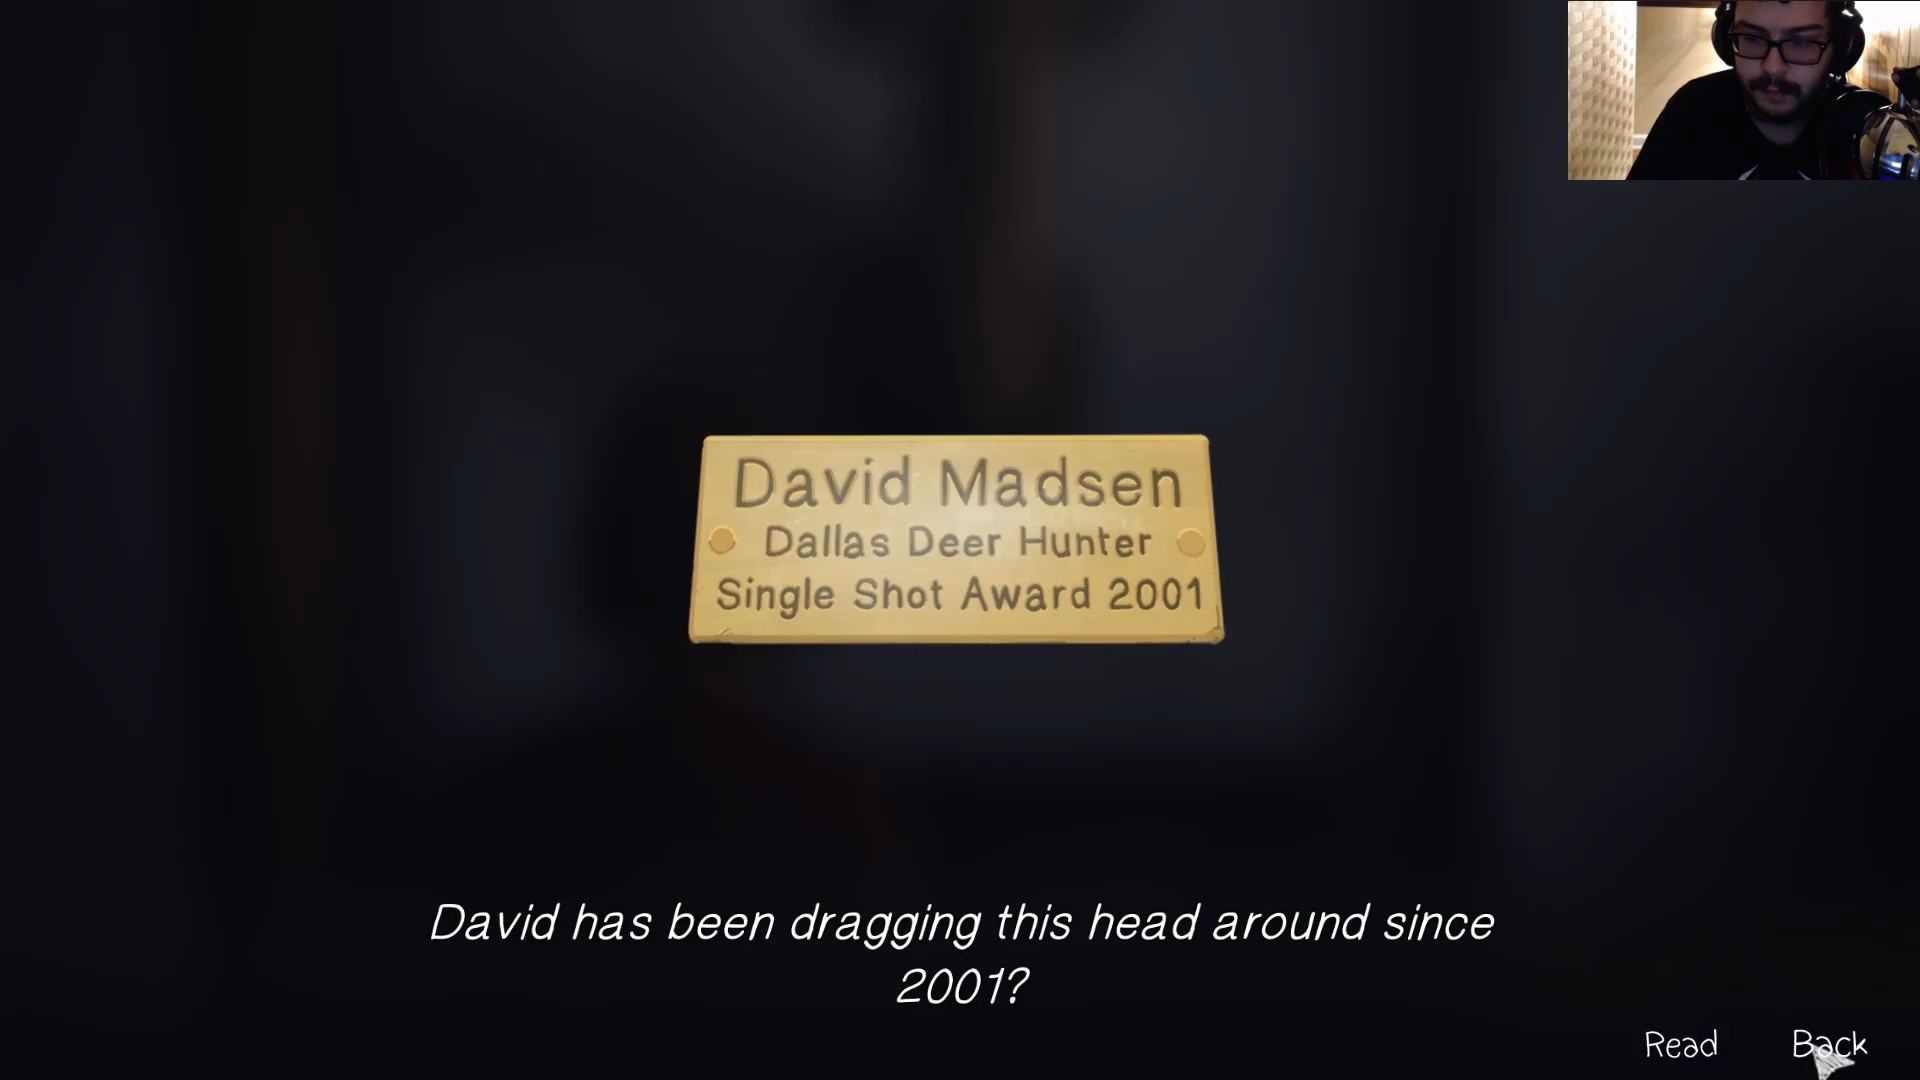 David Madsen
Dallas Deer Hunter
Single Shot Award 2001
David has been dragging this head around since
2001?
Read
Back